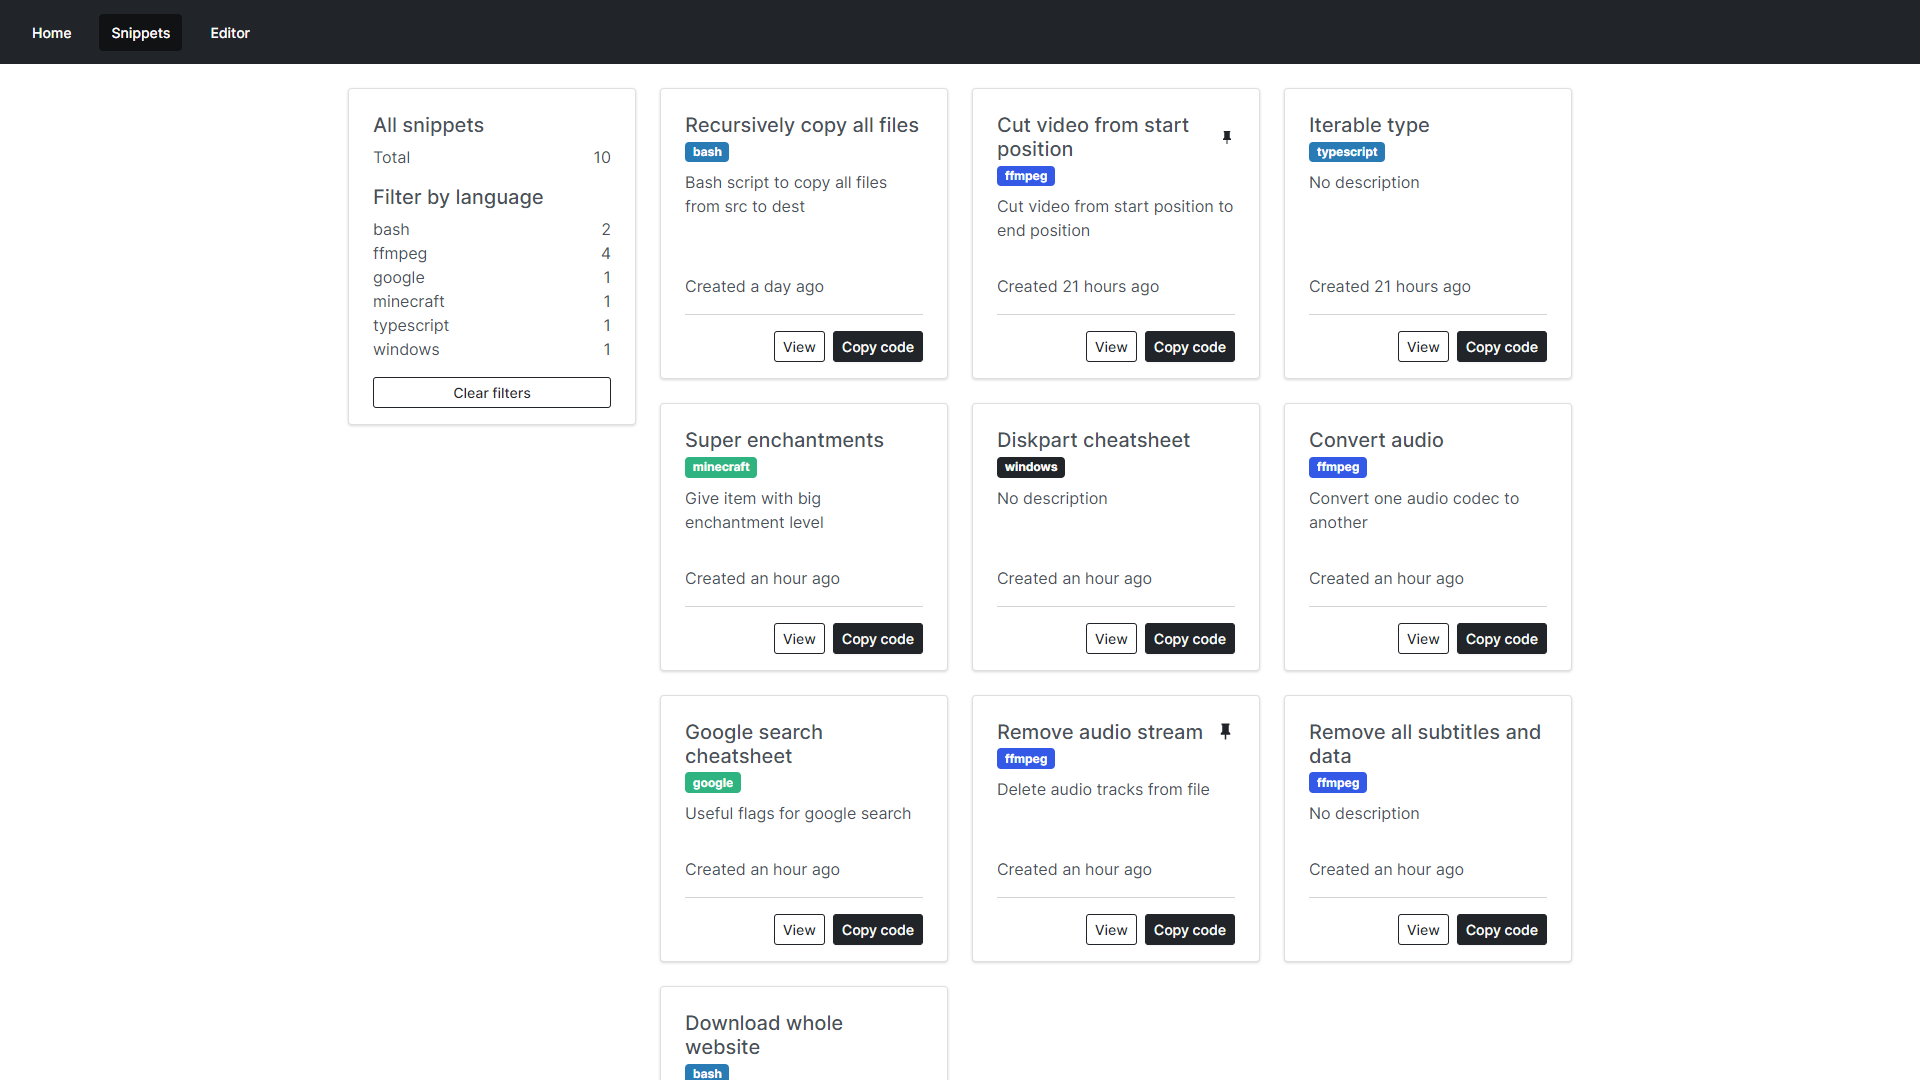 Home
Snippets
Editor
All snippets
Total 10
Filter by language
bash 2
ffmpeg 4
google 1
minecraft 1
typescript 1
windows 1
Clear filters
Recursively copy all files
bash
Bash script to copy all files
from src to dest
Created a day ago
View Copy code
Cut video from start
position
ffmpeg
Cut video from start position to
end position
Created 21 hours ago
View Copy code
Iterable type
typescript
No description
Created 21 hours ago
View Copy code
Super enchantments
minecraft
Give item with big
enchantment level
Created an hour ago
View Copy code
Diskpart cheatsheet
windows
No description
Created an hour ago
View Copy code
Convert audio
ffmpeg
Convert one audio codec to
another
Created an hour ago
View Copy code
Google search
cheatsheet
google
Useful flags for google search
Created an hour ago
View Copy code
Remove audio stream
ffmpeg
Delete audio tracks from file
Created an hour ago
View Copy code
Remove all subtitles and
data
ffmpeg
No description
Created an hour ago
View Copy code
Download whole
website
bash